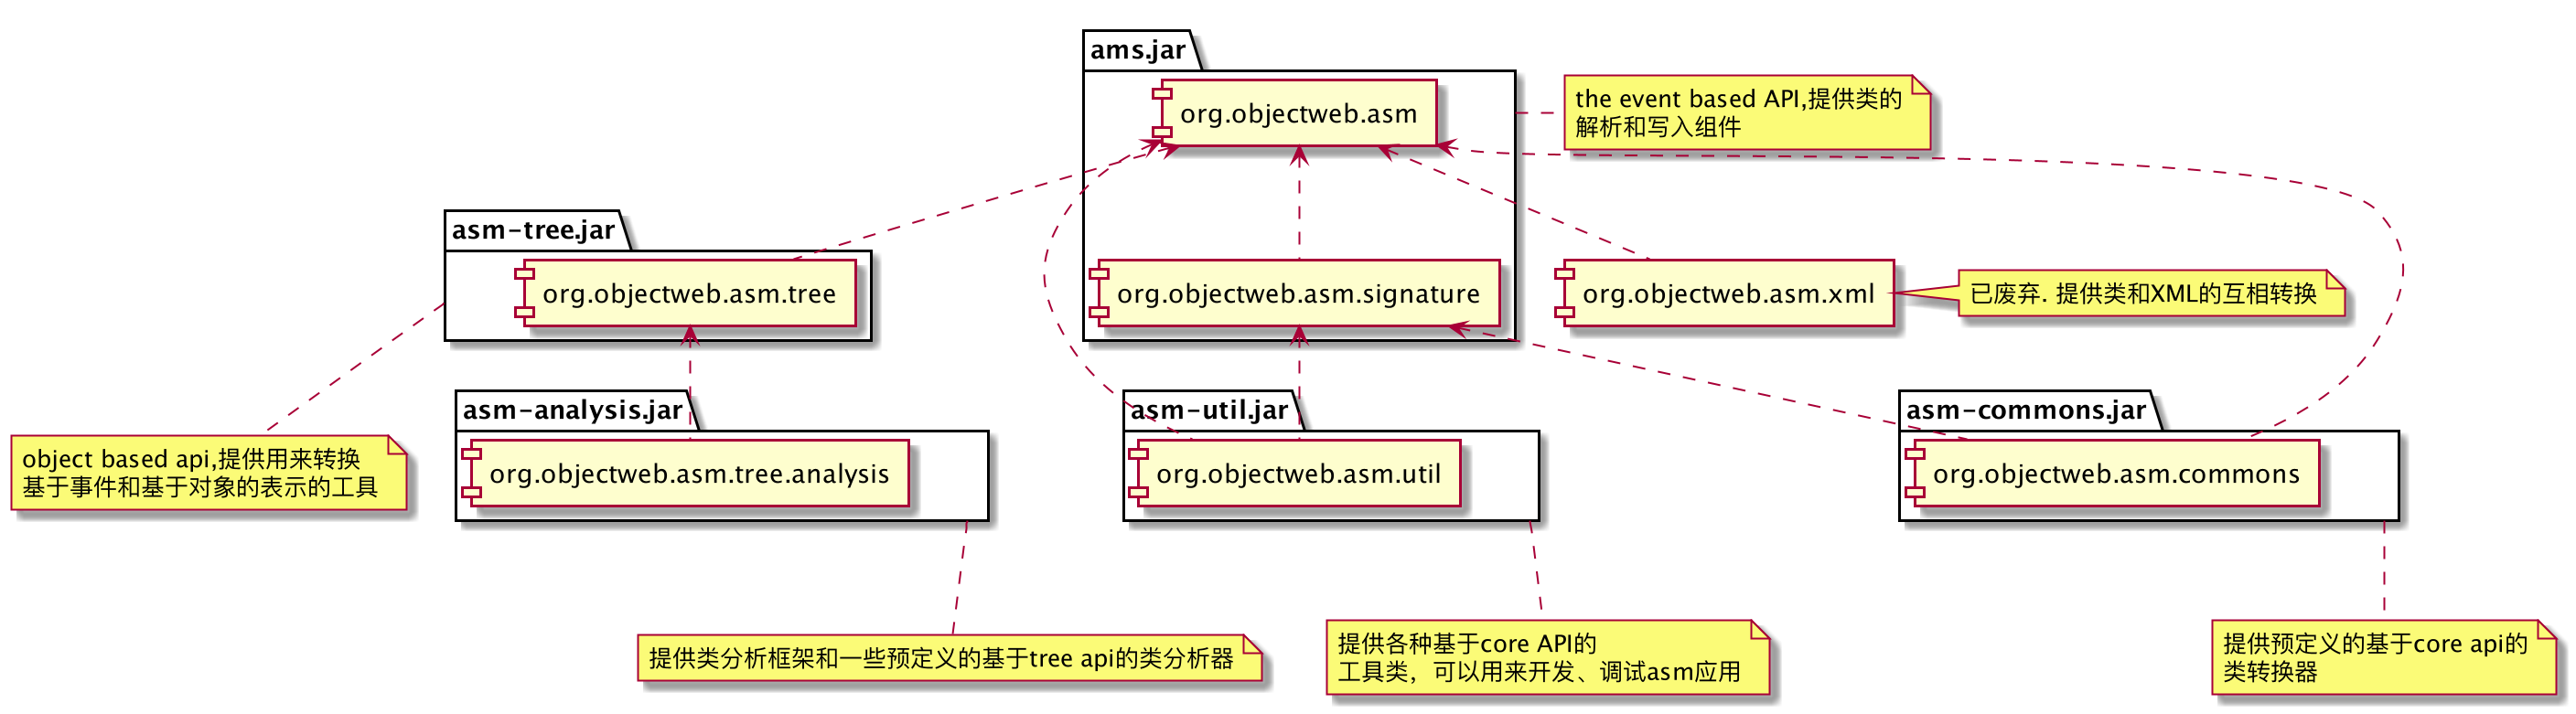 ams.jar
org.objectweb.asm
the event based API,提供类的
解析和写入组件
asm-tree.jar
org.objectweb.asm.tree
org.objectweb.asm.signature
org.objectweb.asm.xml
已废弃. 提供类和XML的互相转换
object based api,提供用来转换
基于事件和基于对象的表示的工具
asm-analysis.jar
org.objectweb.asm.tree.analysis
asm-util.jar
org.objectweb.asm.util
asm-commons.jar
org.objectweb.asm.commons
提供类分析框架和一些预定义的基于tree api的类分析器
提供各种基于core API的
工具类，可以用来开发、调试asm应用
提供预定义的基于core api的
类转换器